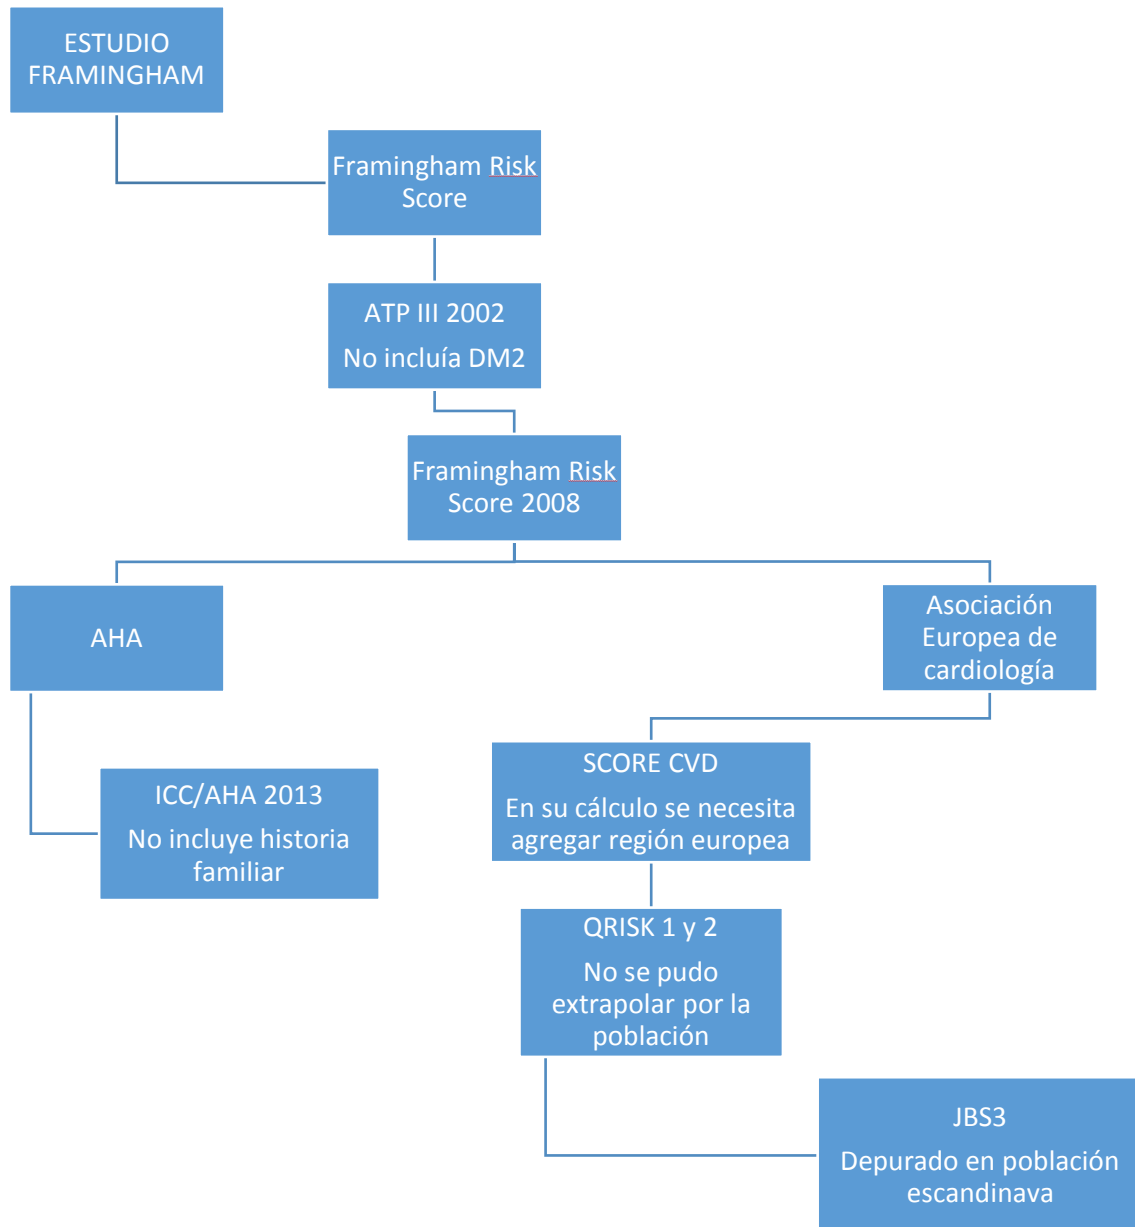 ESTUDIO
FRAMINGHAM
Framingham Risk
Score
ATP III 2002
No incluía DM2
Framingham Risk
Score 2008
AHA
Asociación
Europea de
cardiología
ICC/AHA 2013
No incluye historia
familiar
SCORE CVD
En su cálculo se necesita
agregar región europea
QRISK 1 y 2
No se pudo
extrapolar por la
población
JBS3
Depurado en población
escandinava